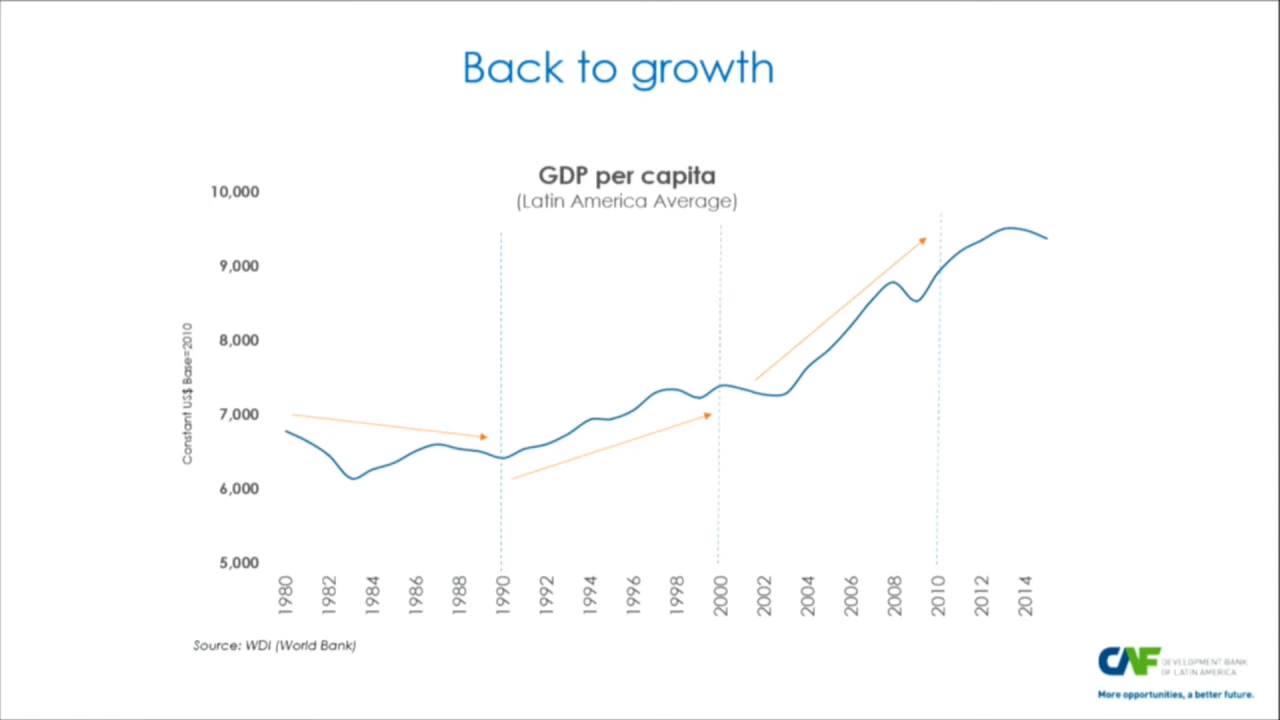 Back to growth
GDP per capita
(Latin America Average)
10,000
9,000
8,000
7,000
6,000
5,000
Constant US$ Base=2010
1980
1982
1984
1986
1988
1990
1992
1994
1996
1998
2000
2002
2004
2006
2008
2010
2012
2014
Source: WDI (World Bank)
CAF
DEVELOPMENT BANK
OF LATIN AMERICA
More opportunities, a better future.